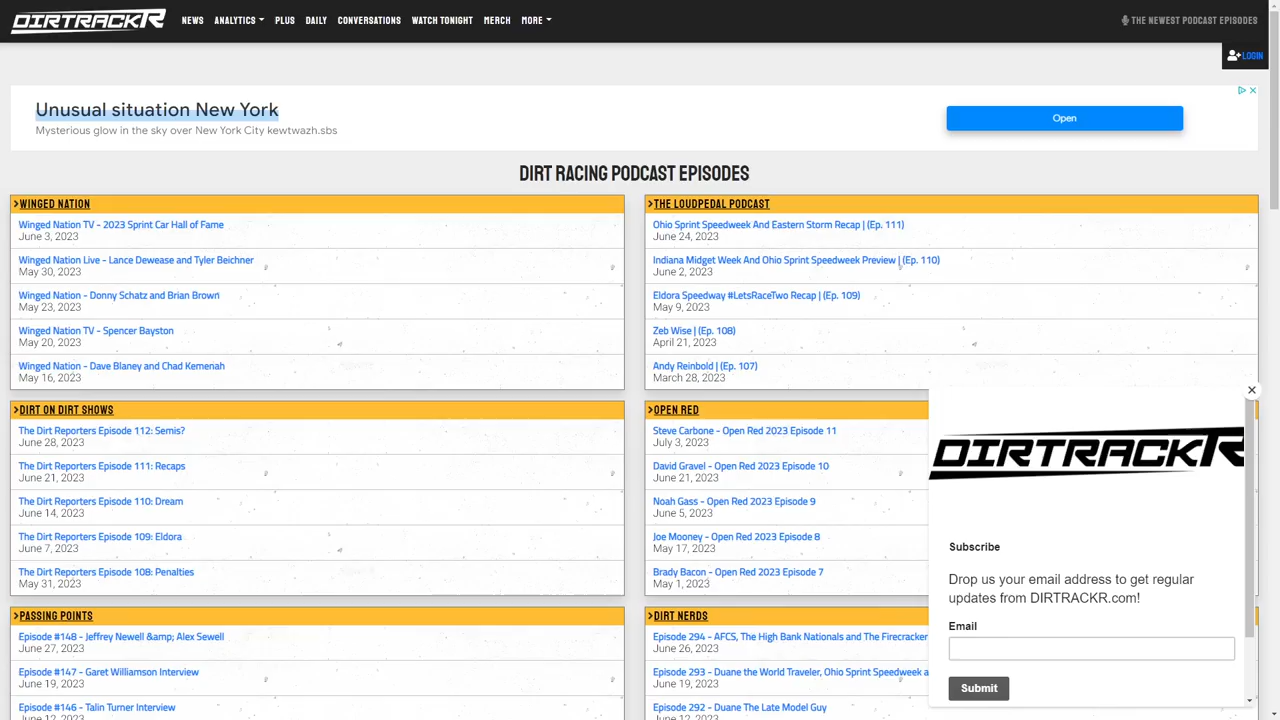 DIRTRACKR
NEWS
ANALYTICS
PLUS
DAILY
CONVERSATIONS
WATCH TONIGHT
MERCH
MORE
THE NEWEST PODCAST EPISODES
LOGIN
Unusual situation New York
Mysterious glow in the sky over New York City kewtwazh.sbs
Open
DIRT RACING PODCAST EPISODES
>WINGED NATION
Winged Nation TV - 2023 Sprint Car Hall of Fame
June 3, 2023
Winged Nation Live - Lance Dewease and Tyler Beichner
May 30, 2023
Winged Nation - Donny Schatz and Brian Brown
May 23, 2023
Winged Nation TV - Spencer Bayston
May 20, 2023
Winged Nation - Dave Blaney and Chad Kemenah
May 16, 2023
>THE LOUDPEDAL PODCAST
Ohio Sprint Speedweek And Eastern Storm Recap | (Ep. 111)
June 24, 2023
Indiana Midget Week And Ohio Sprint Speedweek Preview | (Ep. 110)
June 2, 2023
Eldora Speedway #LetsRaceTwo Recap | (Ep. 109)
May 9, 2023
Zeb Wise | (Ep. 108)
April 21, 2023
Andy Reinbold | (Ep. 107)
March 28, 2023
>DIRT ON DIRT SHOWS
The Dirt Reporters Episode 112: Semis?
June 28, 2023
The Dirt Reporters Episode 111: Recaps
June 21, 2023
The Dirt Reporters Episode 110: Dream
June 14, 2023
The Dirt Reporters Episode 109: Eldora
June 7, 2023
The Dirt Reporters Episode 108: Penalties
May 31, 2023
>OPEN RED
Steve Carbone - Open Red 2023 Episode 11
July 3, 2023
David Gravel - Open Red 2023 Episode 10
June 21, 2023
Noah Gass - Open Red 2023 Episode 9
June 5, 2023
Joe Mooney - Open Red 2023 Episode 8
May 17, 2023
Brady Bacon - Open Red 2023 Episode 7
May 1, 2023
>PASSING POINTS
Episode #148 - Jeffrey Newell &amp; Alex Sewell
June 27, 2023
Episode #147 - Garet Williamson Interview
June 19, 2023
Episode #146 - Talin Turner Interview
June 12, 2023
>DIRT NERDS
Episode 294 - AFCS, The High Bank Nationals and The Firecracker
June 26, 2023
Episode 293 - Duane the World Traveler, Ohio Sprint Speedweek a
June 19, 2023
Episode 292 - Duane The Late Model Guy
June 12, 2023
DIRTRACKR
Subscribe
Drop us your email address to get regular
updates from DIRTRACKR.com!
Email
Submit